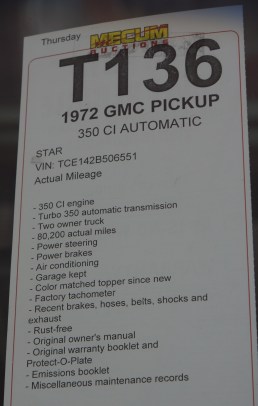 Thursday
MECUM
AUCTIONS
T136
1972 GMC PICKUP
350 CI AUTOMATIC
STAR
VIN: TCE142B506551
Actual Mileage
- 350 CI engine
- Turbo 350 automatic transmission
- Two owner truck
- 80,200 actual miles
- Power steering
- Power brakes
- Air conditioning
- Garage kept
- Color matched topper since new
- Factory tachometer
- Recent brakes, hoses, belts, shocks and
exhaust
- Rust-free
- Original owner's manual
- Original warranty booklet and
Protect-O-Plate
- Emissions booklet
- Miscellaneous maintenance records